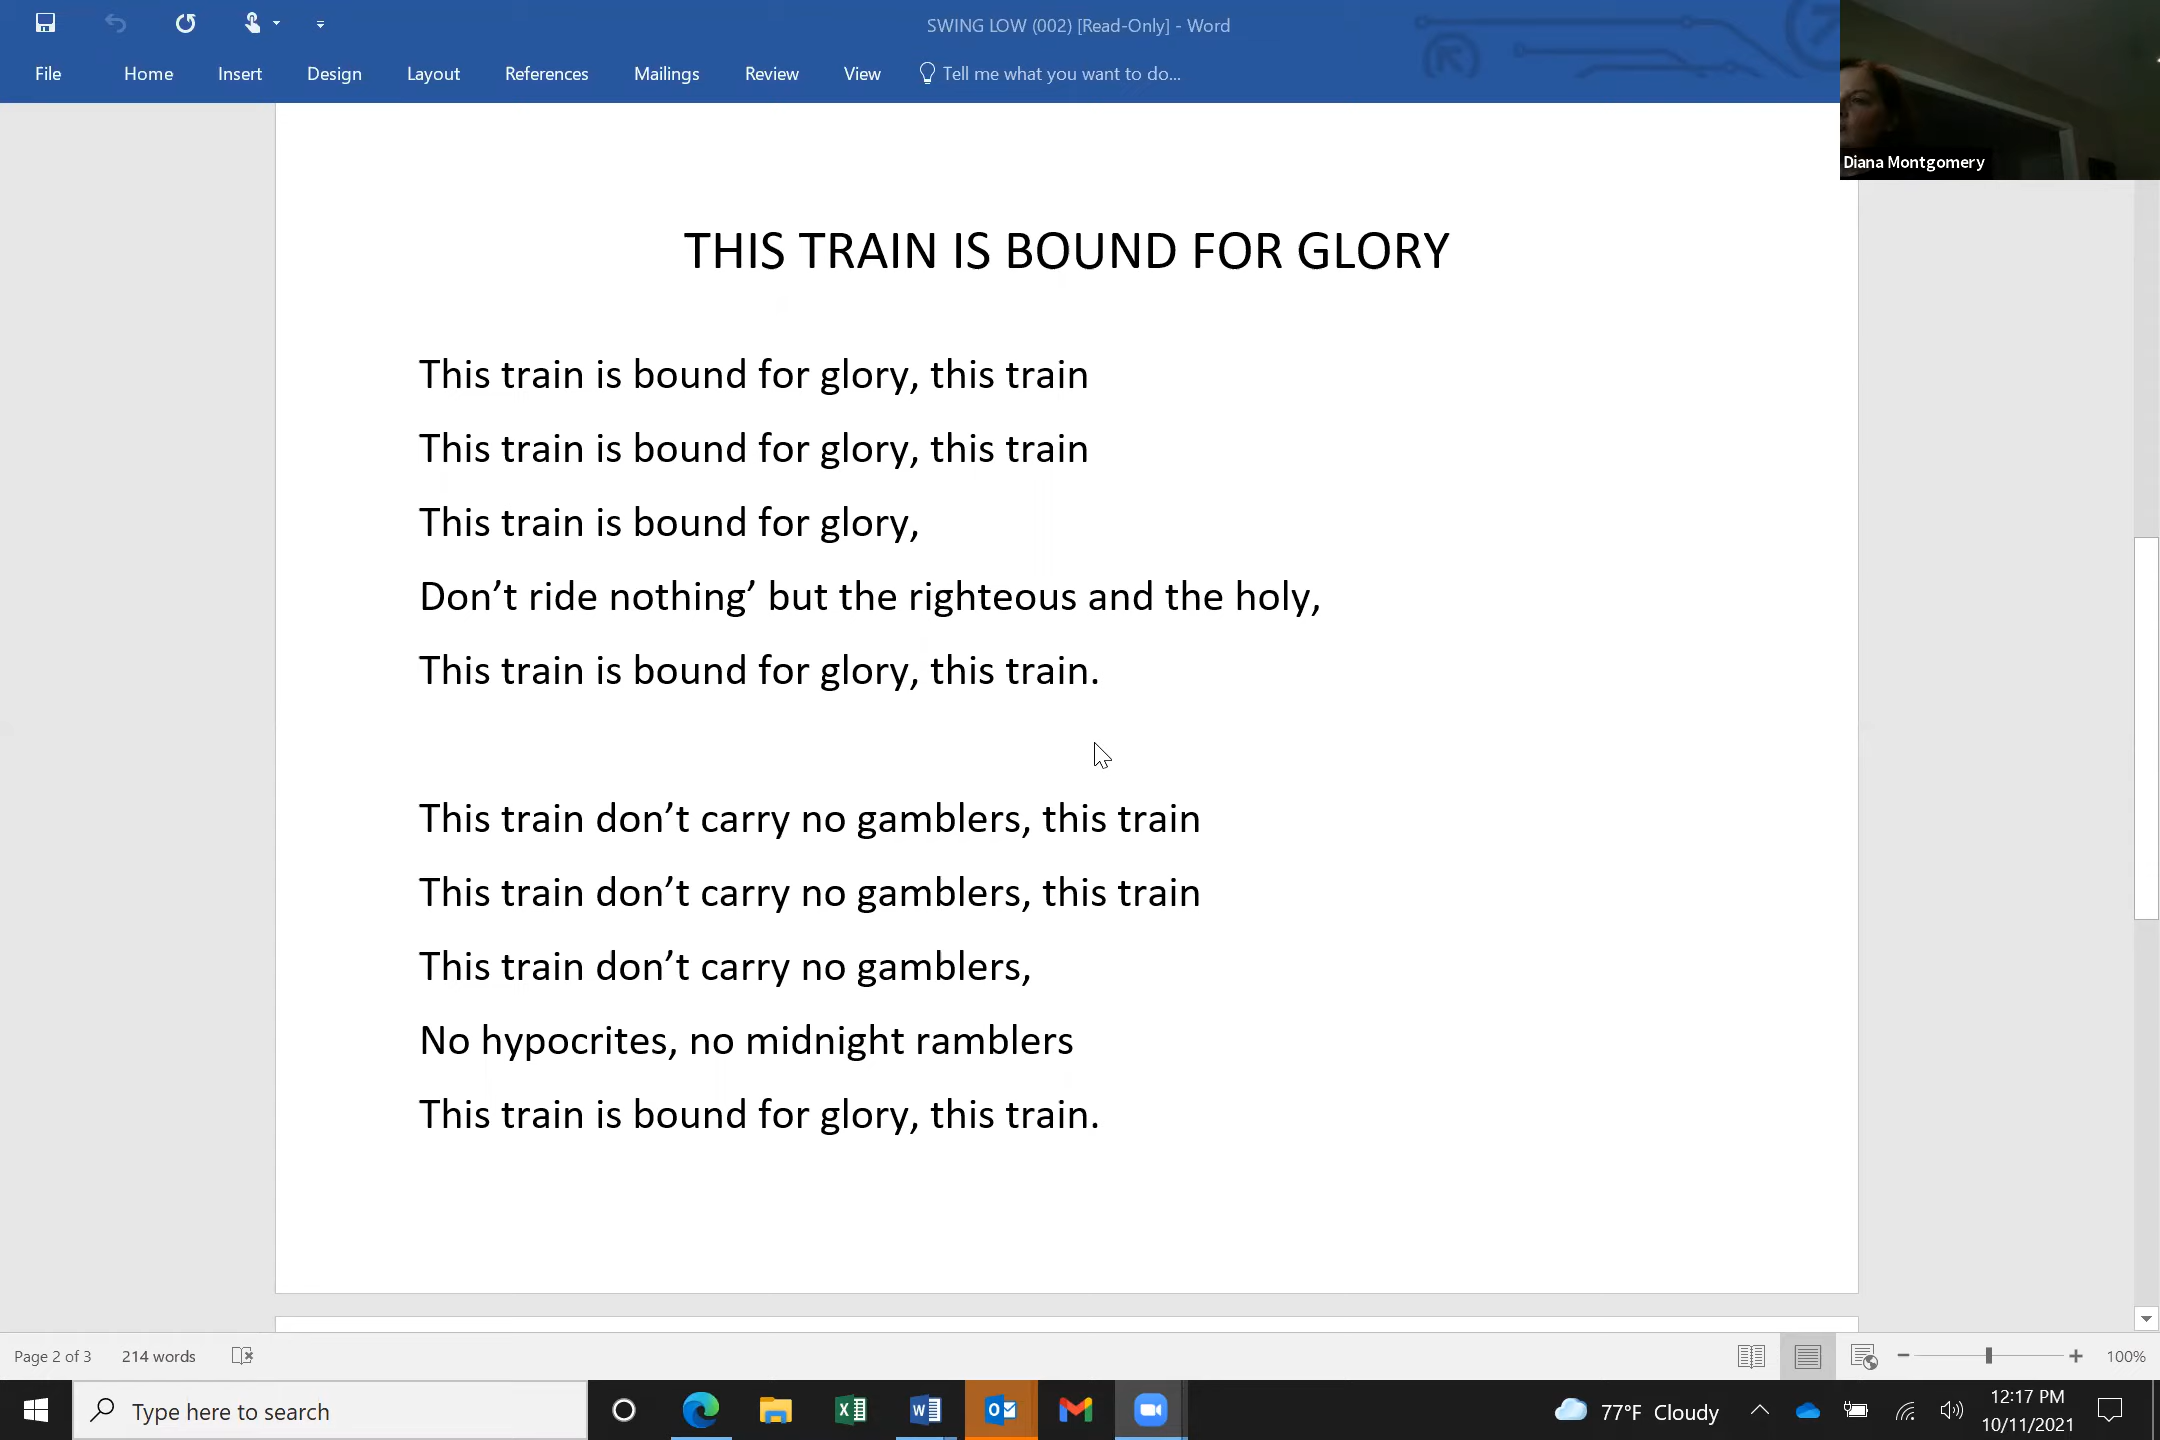 SWING LOW (002) [Read-Only] - Word
File Home Insert Design Layout References Mailings Review View Tell me what you want to do...
Diana Montgomery
THIS TRAIN IS BOUND FOR GLORY
This train is bound for glory, this train
This train is bound for glory, this train
This train is bound for glory,
Don’t ride nothing’ but the righteous and the holy,
This train is bound for glory, this train.
This train don’t carry no gamblers, this train
This train don’t carry no gamblers, this train
This train don’t carry no gamblers,
No hypocrites, no midnight ramblers
This train is bound for glory, this train.
Page 2 of 3 214 words 100%
Type here to search 77°F Cloudy 12:17 PM
10/11/2021